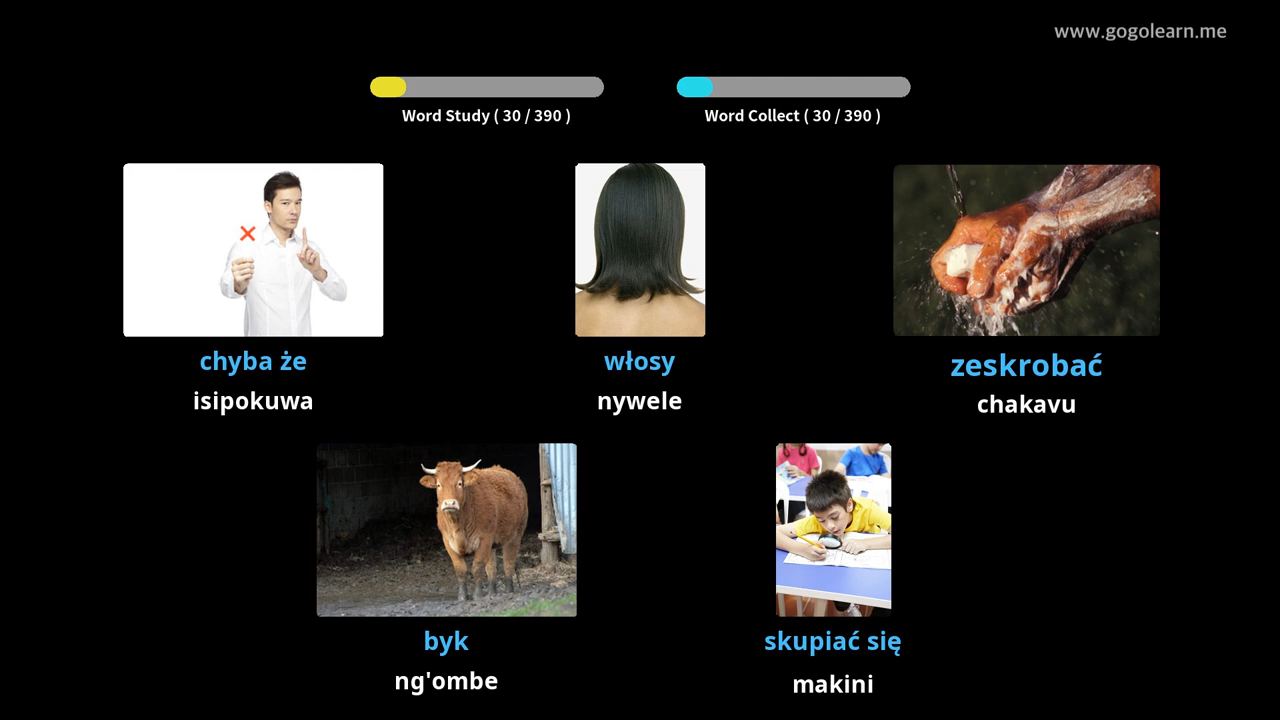 www.gogolearn.me
Word Study ( 30 / 390 )
Word Collect ( 30 / 390 )
chyba że
isipokuwa
włosy
nywele
zeskrobać
chakavu
byk
ng'ombe
skupiać się
makini